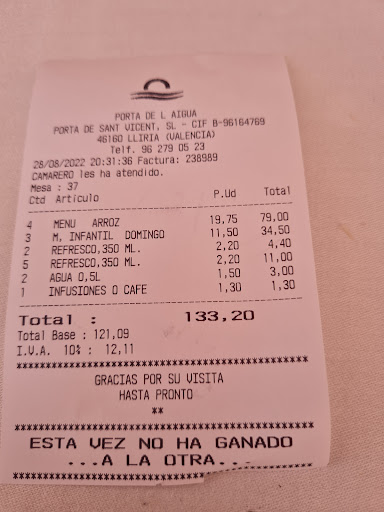 PORTA DE L AIGUA
PORTA DE SANT VICENT, SL - CIF B-96164769
46160 LLIRIA (VALENCIA)
Telf. 96 279 05 23
28/08/2022 20:31:36 Factura: 238989
CAMARERO les ha atendido.
Mesa : 37
Ctd Artículo P.Ud Total
4 MENU ARROZ 19,75 79,00
3 M, INFANTIL DOMINGO 11,50 34,50
2 REFRESCO,350 ML. 2,20 4,40
5 REFRESCO,350 ML. 2,20 11,00
2 AGUA 0,5L 1,50 3,00
1 INFUSIONES O CAFE 1,30 1,30
Total : 133,20
Total Base : 121,09
I.V.A. 10% : 12,11
GRACIAS POR SU VISITA
HASTA PRONTO
**
ESTA VEZ NO HA GANADO
...A LA OTRA...